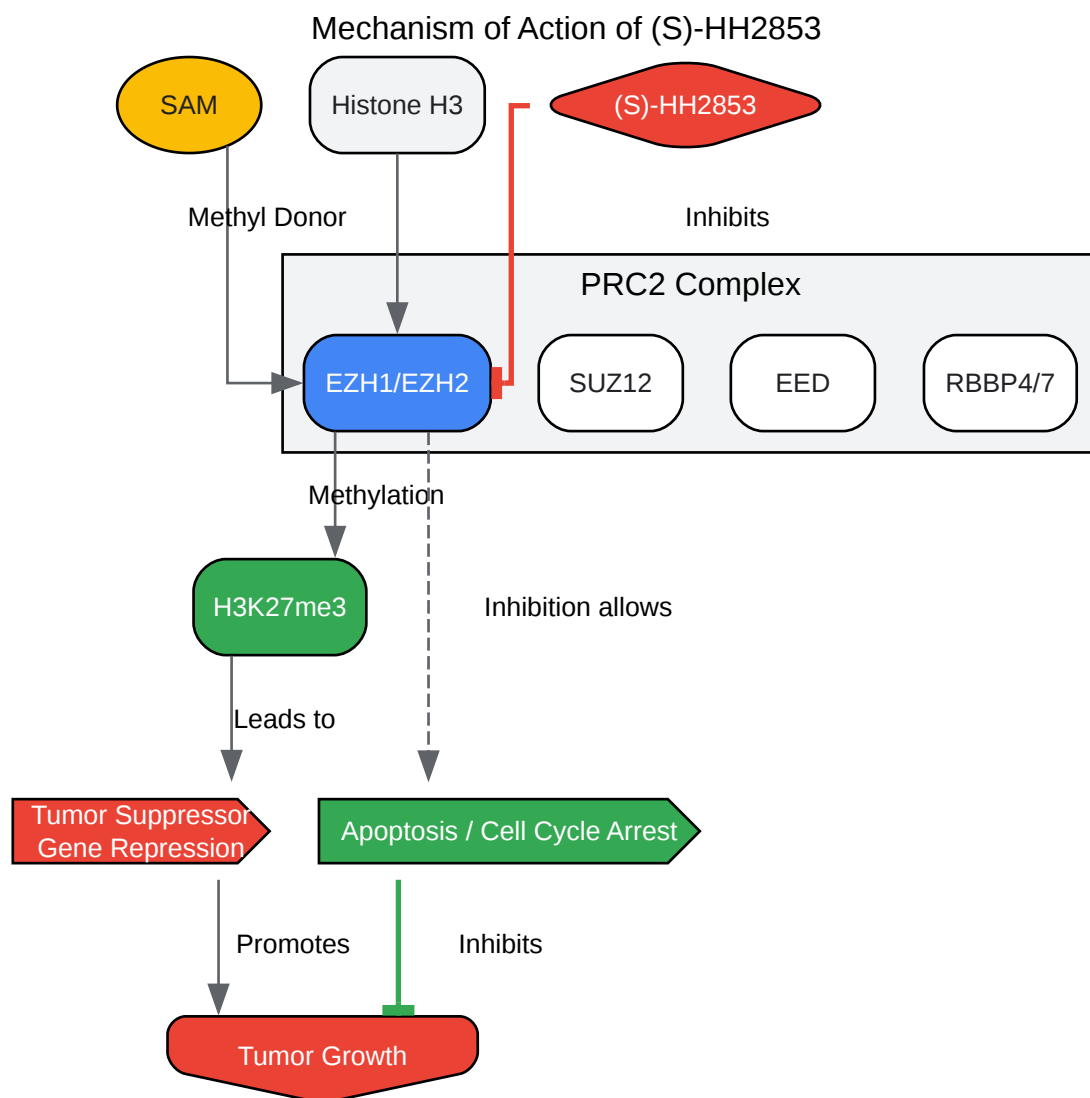 Mechanism of Action of (S)-HH2853
SAM
Histone H3
(S)-HH2853
Methyl Donor
Inhibits
PRC2 Complex
EZH1/EZH2
SUZ12
EED
RBBP4/7
Methylation
H3K27me3
Inhibition allows
Leads to
Tumor Suppressor
Gene Repression
Apoptosis / Cell Cycle Arrest
Promotes
Inhibits
Tumor Growth